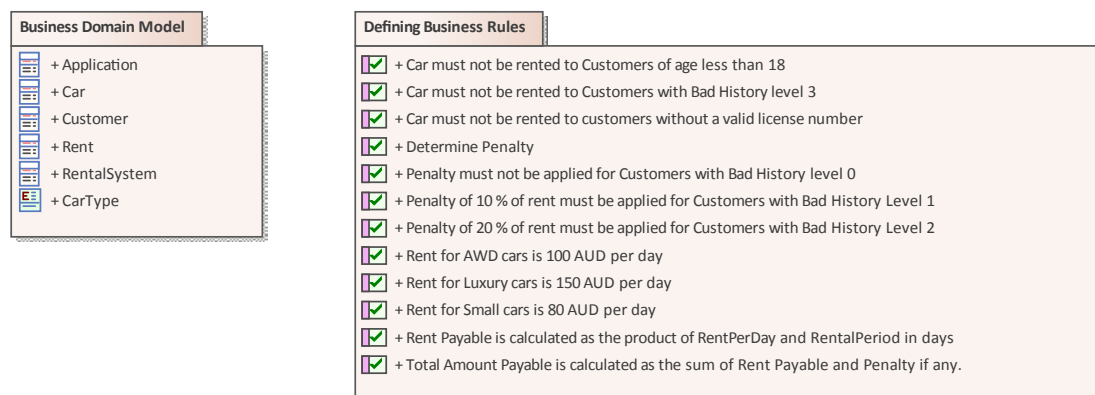 Business Domain Model
+ Application
+ Car
+ Customer
+ Rent
+ RentalSystem
+ CarType
Defining Business Rules
+ Car must not be rented to Customers of age less than 18
+ Car must not be rented to Customers with Bad History level 3
+ Car must not be rented to customers without a valid license number
+ Determine Penalty
+ Penalty must not be applied for Customers with Bad History level 0
+ Penalty of 10 % of rent must be applied for Customers with Bad History Level 1
+ Penalty of 20 % of rent must be applied for Customers with Bad History Level 2
+ Rent for AWD cars is 100 AUD per day
+ Rent for Luxury cars is 150 AUD per day
+ Rent for Small cars is 80 AUD per day
+ Rent Payable is calculated as the product of RentPerDay and RentalPeriod in days
+ Total Amount Payable is calculated as the sum of Rent Payable and Penalty if any.